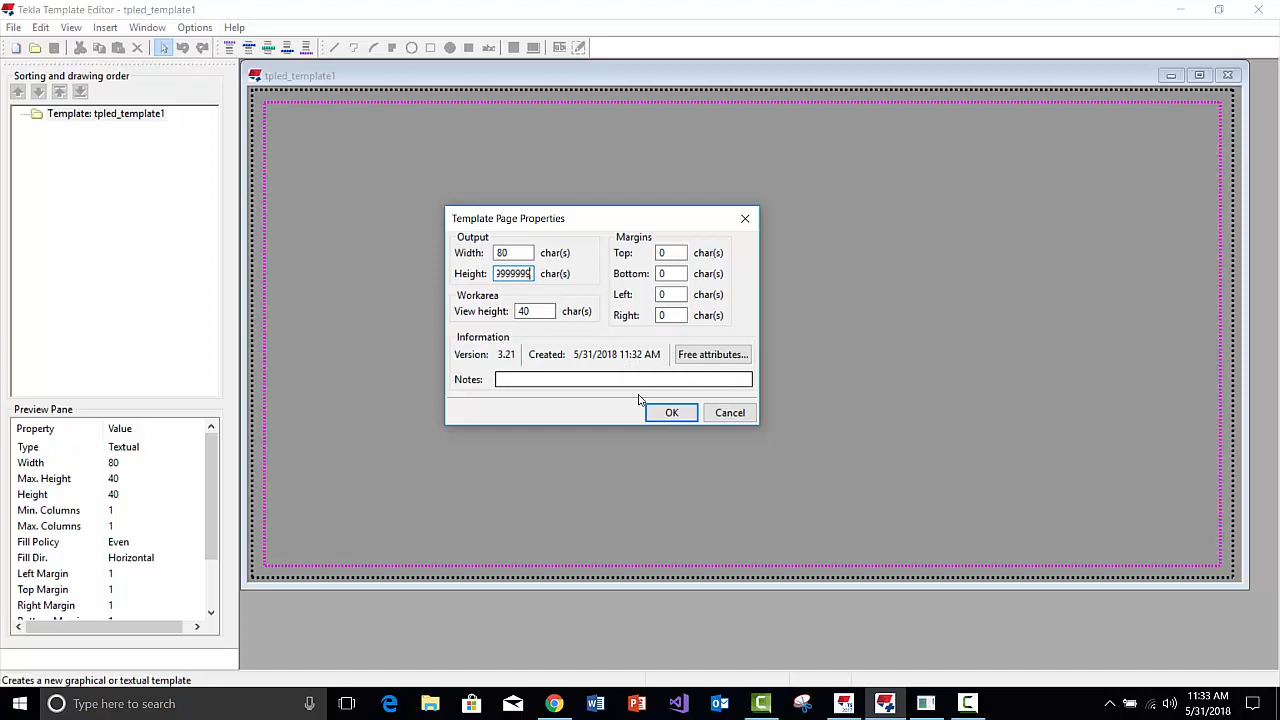 Tekla Template Editor - tpled_template1
File Edit View Insert Window Options Help
abc
Sorting and drawing order
Template: tpled_template1
tpled_template1
Template Page Properties
Output
Width: 80 char(s)
Height: 9999999 char(s)
Workarea
View height: 40 char(s)
Margins
Top: 0 char(s)
Bottom: 0 char(s)
Left: 0 char(s)
Right: 0 char(s)
Information
Version: 3.21 Created: 5/31/2018 11:32 AM Free attributes...
Notes:
OK Cancel
Preview Pane
Property Value
Type Textual
Width 80
Max. Height 40
Height 40
Min. Columns 1
Max. Columns 1
Fill Policy Even
Fill Dir. Horizontal
Left Margin 1
Top Margin 1
Right Margin 1
Creates a new graphical or textual template
Type here to search
11:33 AM
5/31/2018